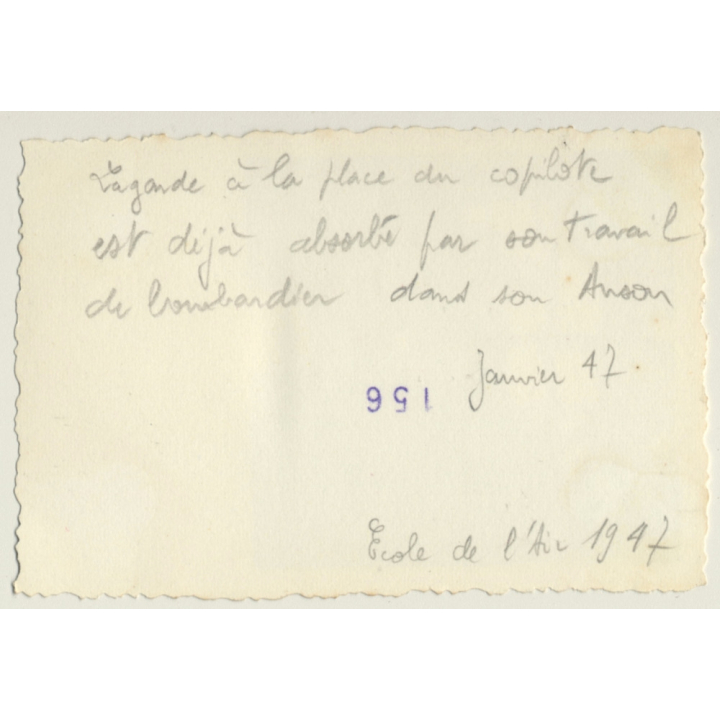 Lagarde à la place du copilote
est déjà absorbé par son travail
de bombardier dans son Anson
Janvier 47
156
Ecole de l'Air 1947